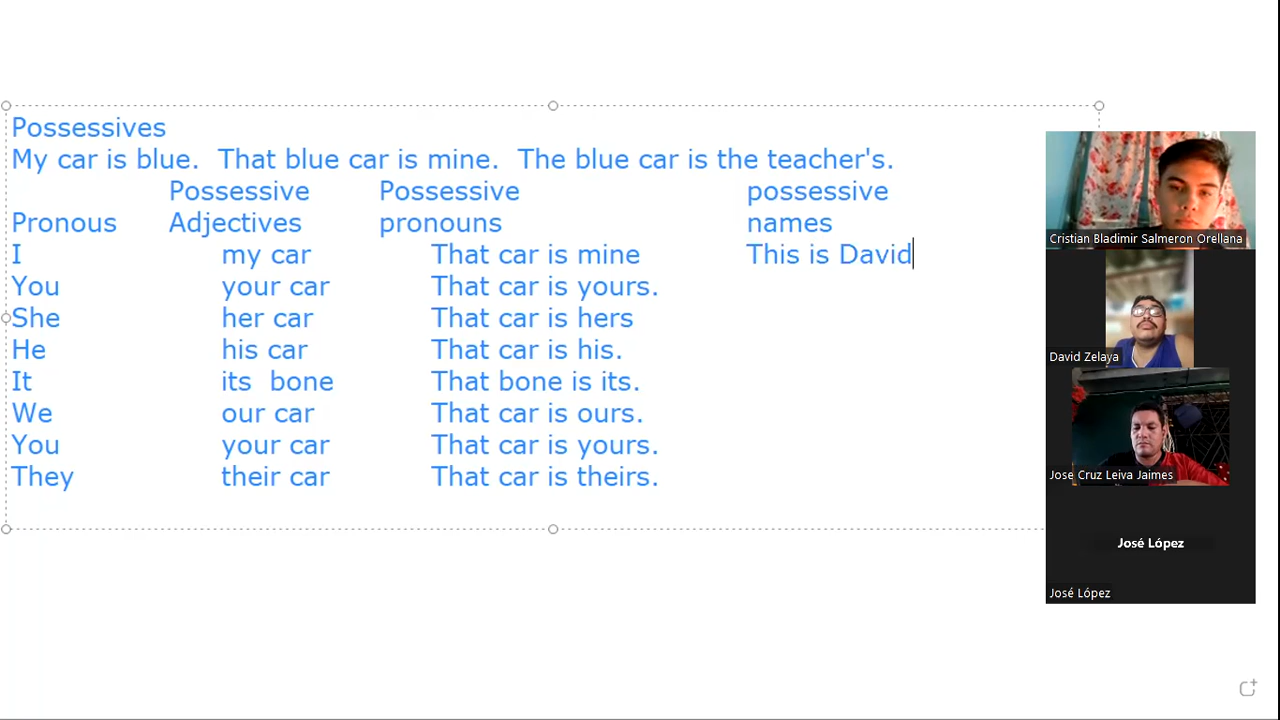 Possessives
My car is blue.  That blue car is mine.  The blue car is the teacher's.
Possessive Possessive possessive
Pronous Adjectives pronouns names
I my car That car is mine This is David
You your car That car is yours.
She her car That car is hers
He his car That car is his.
It its  bone That bone is its.
We our car That car is ours.
You your car That car is yours.
They their car That car is theirs.
Cristian Bladimir Salmeron Orellana
David Zelaya
Jose Cruz Leiva Jaimes
José López
José López